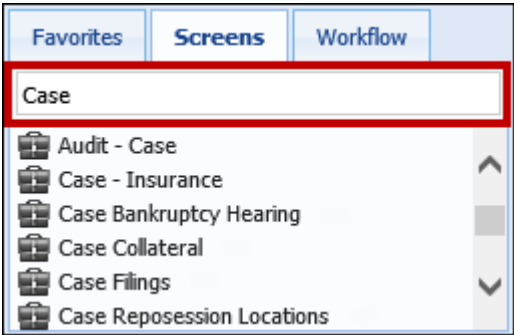 Favorites Screens Workflow
Case
Audit - Case
Case - Insurance
Case Bankruptcy Hearing
Case Collateral
Case Filings
Case Reposession Locations